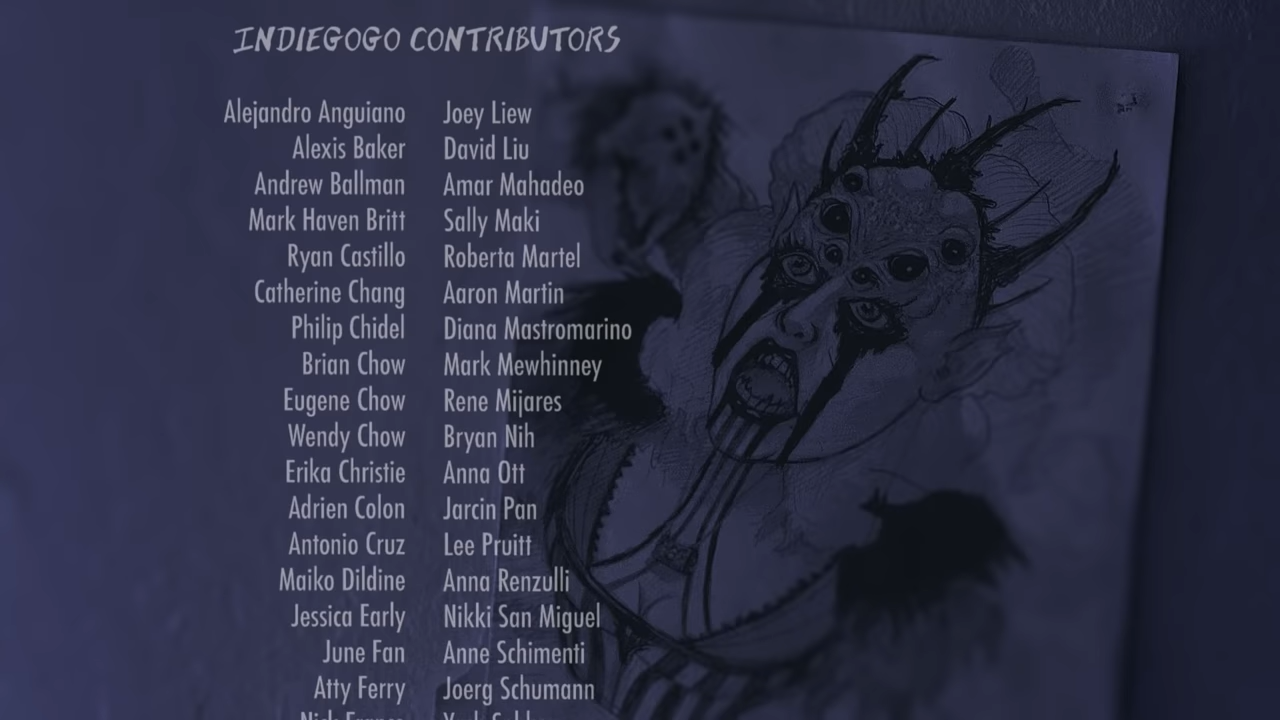 INDIEGOGO CONTRIBUTORS
Alejandro Anguiano Joey Liew
Alexis Baker David Liu
Andrew Ballman Amar Mahadeo
Mark Haven Britt Sally Maki
Ryan Castillo Roberta Martel
Catherine Chang Aaron Martin
Philip Chidel Diana Mastromarino
Brian Chow Mark Mewhinney
Eugene Chow Rene Mijares
Wendy Chow Bryan Nih
Erika Christie Anna Ott
Adrien Colon Jarcin Pan
Antonio Cruz Lee Pruitt
Maiko Dildine Anna Renzulli
Jessica Early Nikki San Miguel
June Fan Anne Schimenti
Atty Ferry Joerg Schumann